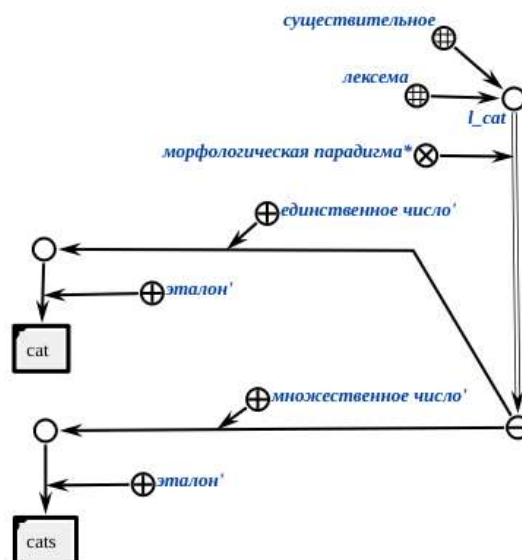 существительное
лексема
l_cat
морфологическая парадигма*
единственное число'
эталон'
cat
множественное число'
эталон'
cats